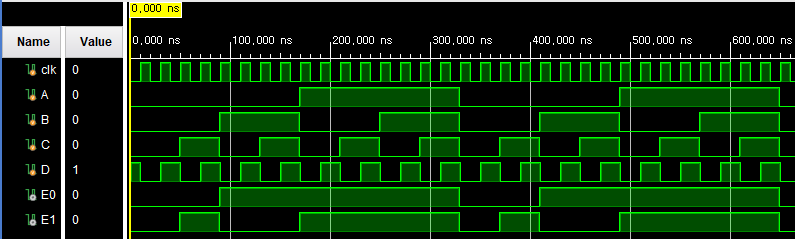 0,000 ns
Name Value 0,000 ns 100,000 ns 200,000 ns 300,000 ns 400,000 ns 500,000 ns 600,000 ns
clk 0
A 0
B 0
C 0
D 1
E0 0
E1 0